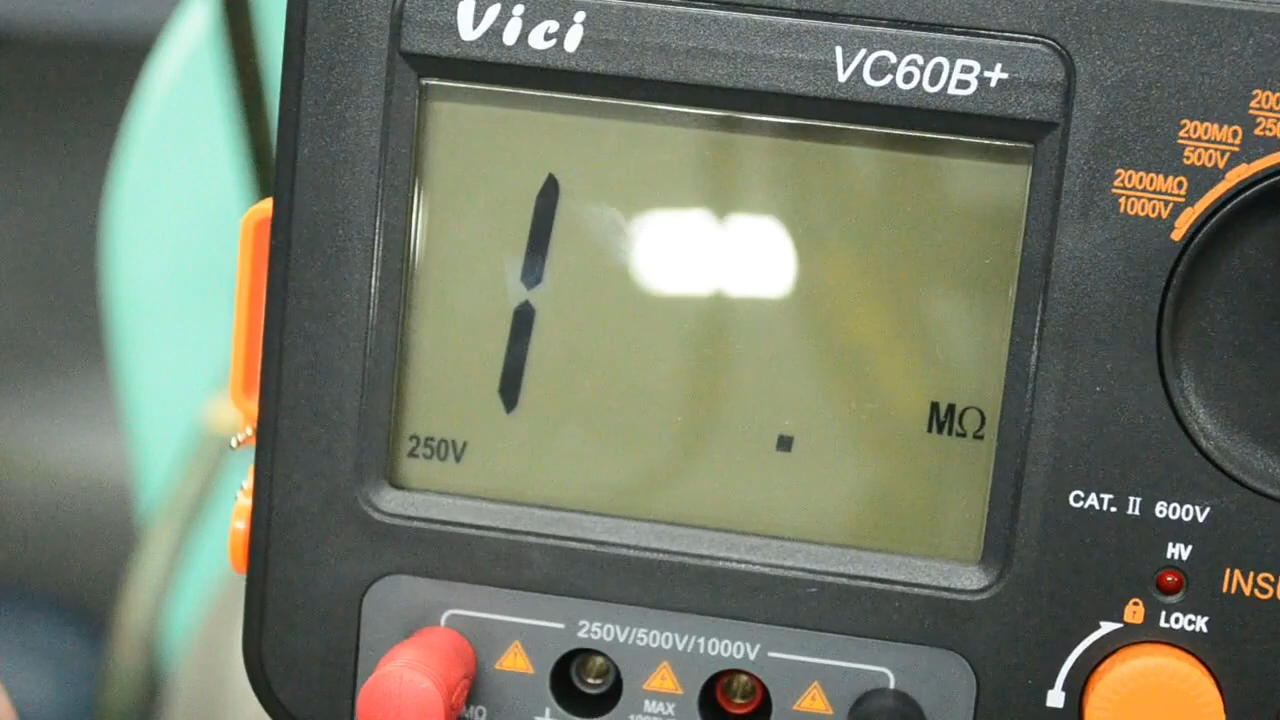 Vici
VC60B+
200MΩ
500V
2000MΩ
1000V
1
250V
.
MΩ
CAT. II 600V
HV
LOCK
250V/500V/1000V
MAX